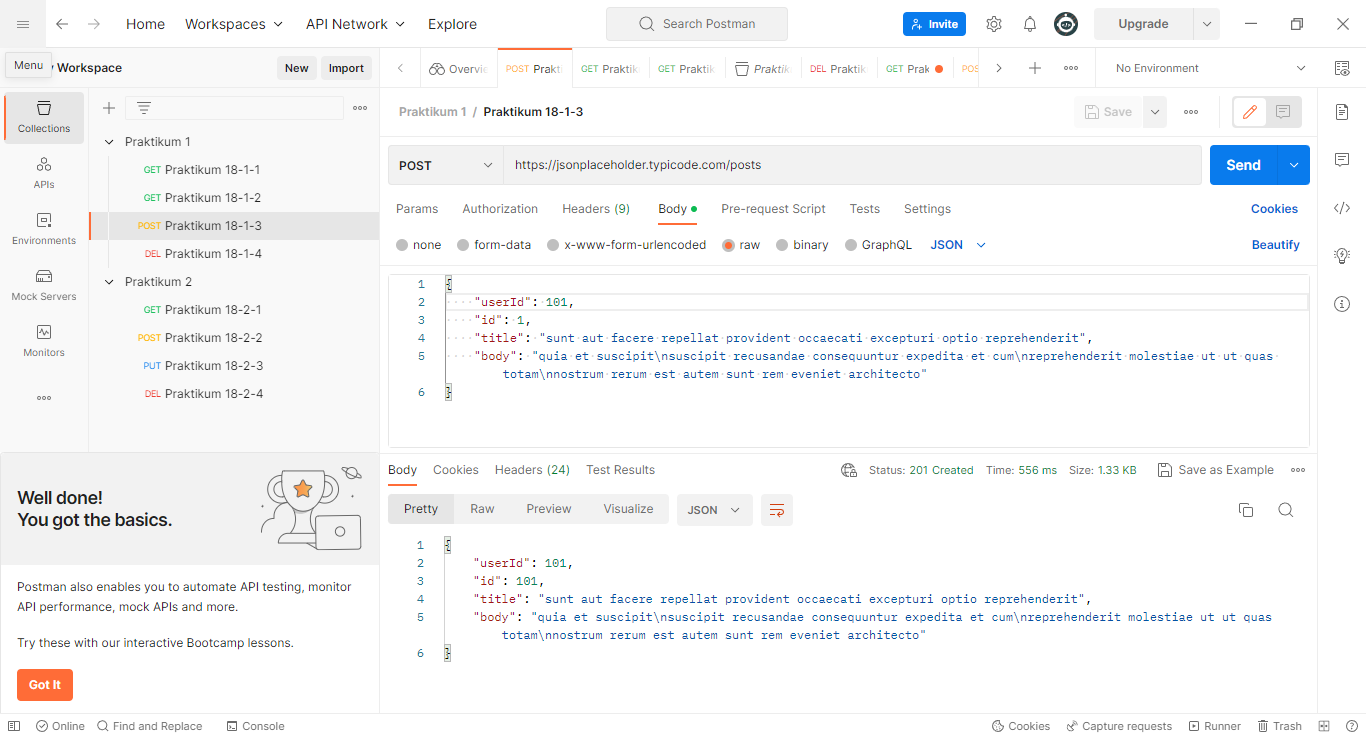 Home
Workspaces
API Network
Explore
Search Postman
Invite
Upgrade
Menu
Workspace
New
Import
Overvie
POST Prakti
GET Praktik
GET Praktik
Praktik
DEL Praktik
GET Prak
POS
No Environment
Collections
APIs
Environments
Mock Servers
Monitors
Praktikum 1
GET Praktikum 18-1-1
GET Praktikum 18-1-2
POST Praktikum 18-1-3
DEL Praktikum 18-1-4
Praktikum 2
GET Praktikum 18-2-1
POST Praktikum 18-2-2
PUT Praktikum 18-2-3
DEL Praktikum 18-2-4
Well done!
You got the basics.
Postman also enables you to automate API testing, monitor
API performance, mock APIs and more.
Try these with our interactive Bootcamp lessons.
Got It
Praktikum 1 / Praktikum 18-1-3
Save
POST
https://jsonplaceholder.typicode.com/posts
Send
Params
Authorization
Headers (9)
Body
Pre-request Script
Tests
Settings
Cookies
none
form-data
x-www-form-urlencoded
raw
binary
GraphQL
JSON
Beautify
1 {
2 "userId": 101,
3 "id": 1,
4 "title": "sunt aut facere repellat provident occaecati excepturi optio reprehenderit",
5 "body": "quia et suscipit\nsuscipit recusandae consequuntur expedita et cum\nreprehenderit molestiae ut ut quas
totam\nnostrum rerum est autem sunt rem eveniet architecto"
6 }
Body
Cookies
Headers (24)
Test Results
Status: 201 Created
Time: 556 ms
Size: 1.33 KB
Save as Example
Pretty
Raw
Preview
Visualize
JSON
1 {
2 "userId": 101,
3 "id": 101,
4 "title": "sunt aut facere repellat provident occaecati excepturi optio reprehenderit",
5 "body": "quia et suscipit\nsuscipit recusandae consequuntur expedita et cum\nreprehenderit molestiae ut ut quas
totam\nnostrum rerum est autem sunt rem eveniet architecto"
6 }
Online
Find and Replace
Console
Cookies
Capture requests
Runner
Trash